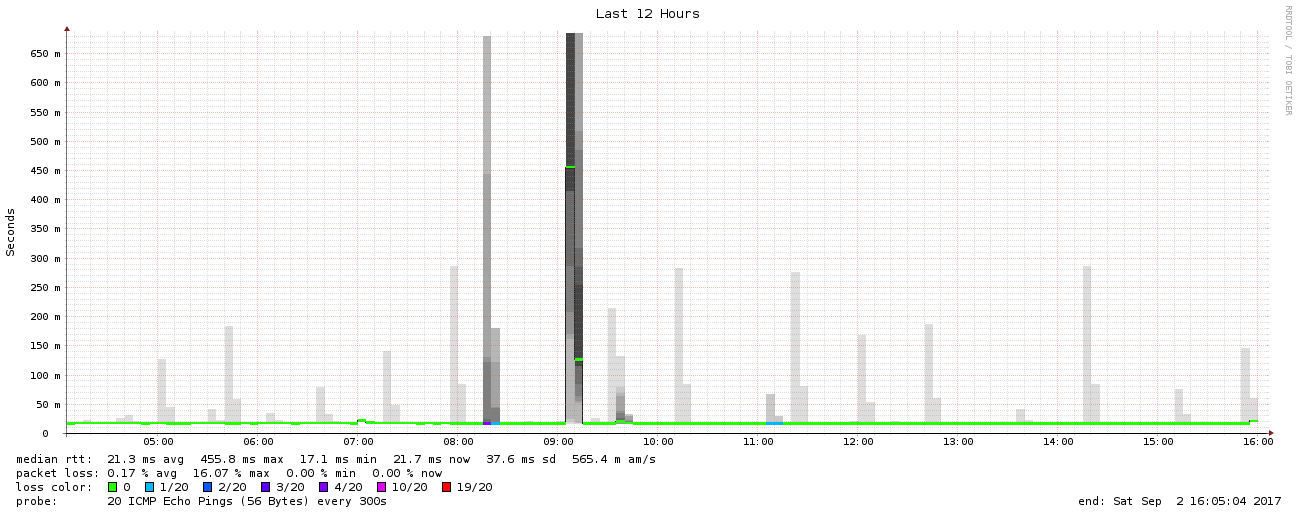 Last 12 Hours
RRDTOOL / TOBI OETIKER
Seconds
650 m
600 m
550 m
500 m
450 m
400 m
350 m
300 m
250 m
200 m
150 m
100 m
50 m
0
05:00 06:00 07:00 08:00 09:00 10:00 11:00 12:00 13:00 14:00 15:00 16:00
median rtt: 21.3 ms avg 455.8 ms max 17.1 ms min 21.7 ms now 37.6 ms sd 565.4 m am/s
packet loss: 0.17 % avg 16.07 % max 0.00 % min 0.00 % now
loss color: 0 1/20 2/20 3/20 4/20 10/20 19/20
probe: 20 ICMP Echo Pings (56 Bytes) every 300s end: Sat Sep 2 16:05:04 2017